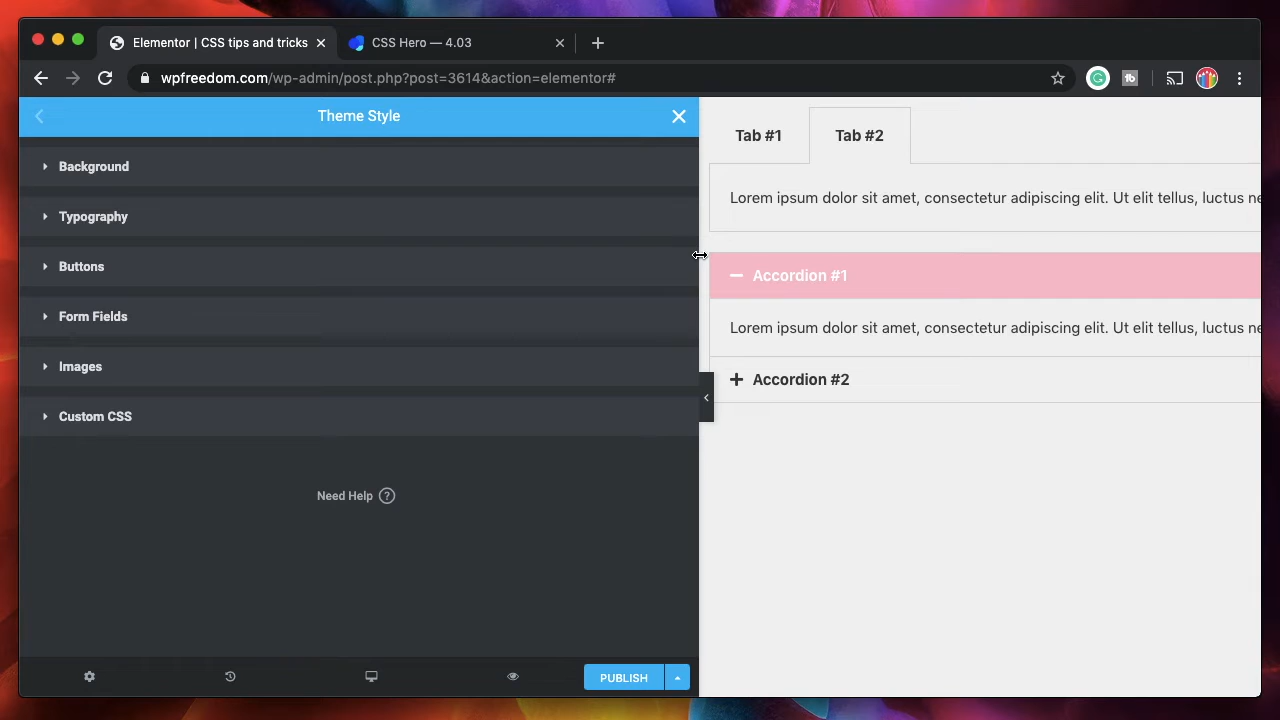 Elementor | CSS tips and tricks
CSS Hero — 4.03
wpfreedom.com/wp-admin/post.php?post=3614&action=elementor#
Theme Style
Background
Typography
Buttons
Form Fields
Images
Custom CSS
Need Help ?
PUBLISH
Tab #1 Tab #2
Lorem ipsum dolor sit amet, consectetur adipiscing elit. Ut elit tellus, luctus ne
Accordion #1
Lorem ipsum dolor sit amet, consectetur adipiscing elit. Ut elit tellus, luctus ne
Accordion #2